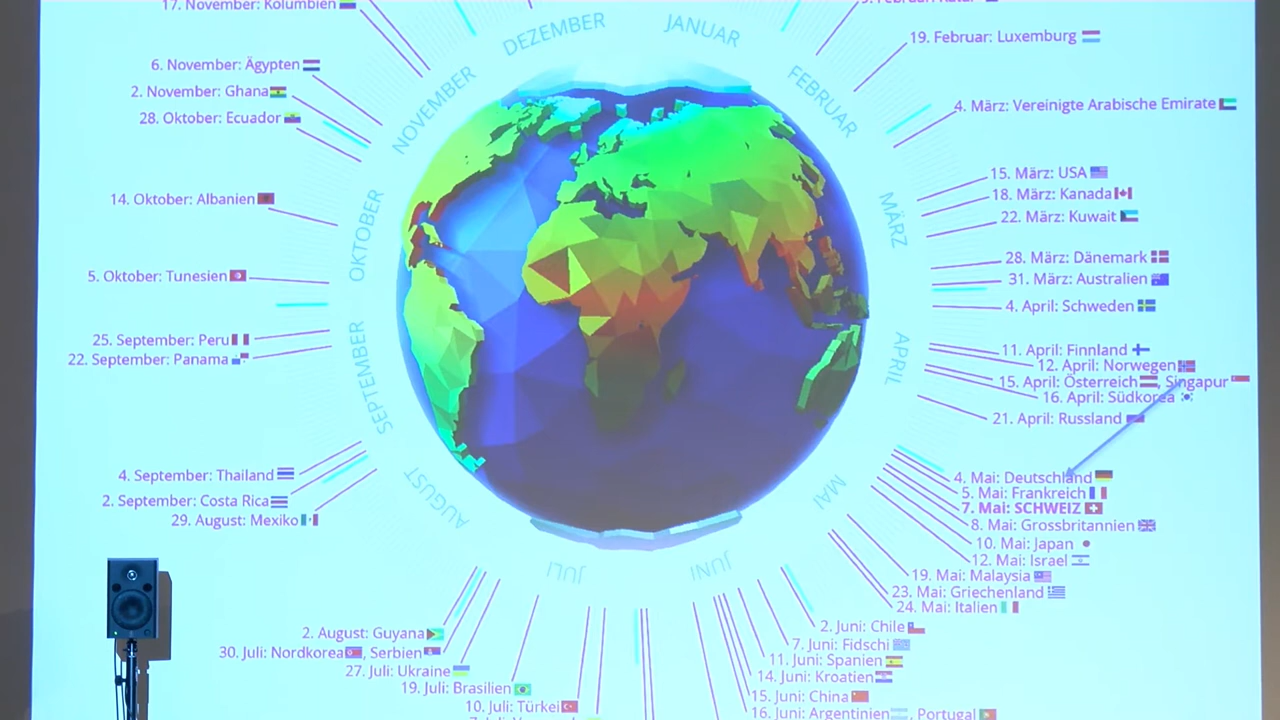 17. November: Kolumbien
6. November: Ägypten
2. November: Ghana
28. Oktober: Ecuador
14. Oktober: Albanien
5. Oktober: Tunesien
25. September: Peru
22. September: Panama
4. September: Thailand
2. September: Costa Rica
29. August: Mexiko
2. August: Guyana
30. Juli: Nordkorea, Serbien
27. Juli: Ukraine
19. Juli: Brasilien
10. Juli: Türkei
DEZEMBER
JANUAR
FEBRUAR
MÄRZ
APRIL
MAI
JUNI
JULI
AUGUST
SEPTEMBER
OKTOBER
NOVEMBER
19. Februar: Luxemburg
4. März: Vereinigte Arabische Emirate
15. März: USA
18. März: Kanada
22. März: Kuwait
28. März: Dänemark
31. März: Australien
4. April: Schweden
11. April: Finnland
12. April: Norwegen
15. April: Österreich, Singapur
16. April: Südkorea
21. April: Russland
4. Mai: Deutschland
5. Mai: Frankreich
7. Mai: SCHWEIZ
8. Mai: Grossbritannien
10. Mai: Japan
12. Mai: Israel
19. Mai: Malaysia
23. Mai: Griechenland
24. Mai: Italien
2. Juni: Chile
7. Juni: Fidschi
11. Juni: Spanien
14. Juni: Kroatien
15. Juni: China
16. Juni: Argentinien, Portugal